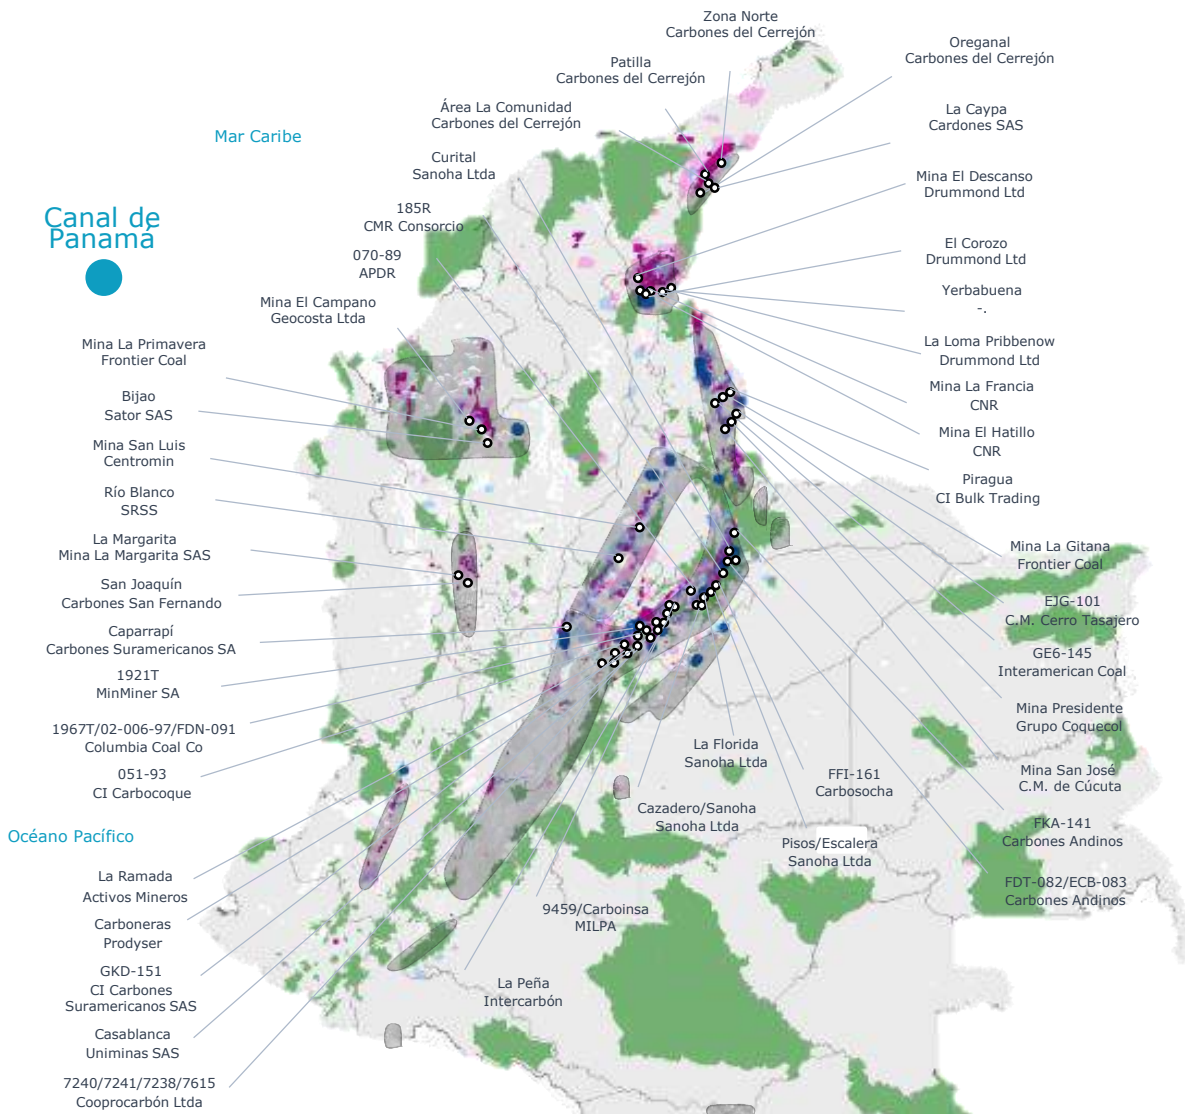 Zona Norte
Carbones del Cerrejón
Oreganal
Carbones del Cerrejón
Patilla
Carbones del Cerrejón
Área La Comunidad
Carbones del Cerrejón
La Caypa
Cardones SAS
Mar Caribe
Curital
Sanoha Ltda
Mina El Descanso
Drummond Ltd
Canal de
Panamá
185R
CMR Consorcio
El Corozo
Drummond Ltd
070-89
APDR
Yerbabuena
-.
Mina El Campano
Geocosta Ltda
La Loma Pribbenow
Drummond Ltd
Mina La Primavera
Frontier Coal
Mina La Francia
CNR
Bijao
Sator SAS
Mina El Hatillo
CNR
Mina San Luis
Centromin
Piragua
CI Bulk Trading
Río Blanco
SRSS
La Margarita
Mina La Margarita SAS
Mina La Gitana
Frontier Coal
San Joaquín
Carbones San Fernando
EJG-101
C.M. Cerro Tasajero
Caparrapí
Carbones Suramericanos SA
GE6-145
Interamerican Coal
1921T
MinMiner SA
Mina Presidente
Grupo Coquecol
1967T/02-006-97/FDN-091
Columbia Coal Co
La Florida
Sanoha Ltda
051-93
CI Carbocoque
FFI-161
Carbosocha
Mina San José
C.M. de Cúcuta
Cazadero/Sanoha
Sanoha Ltda
Océano Pacífico
FKA-141
Carbones Andinos
Pisos/Escalera
Sanoha Ltda
La Ramada
Activos Mineros
FDT-082/ECB-083
Carbones Andinos
9459/Carboinsa
MILPA
Carboneras
Prodyser
GKD-151
CI Carbones
Suramericanos SAS
La Peña
Intercarbón
Casablanca
Uniminas SAS
7240/7241/7238/7615
Cooprocarbón Ltda